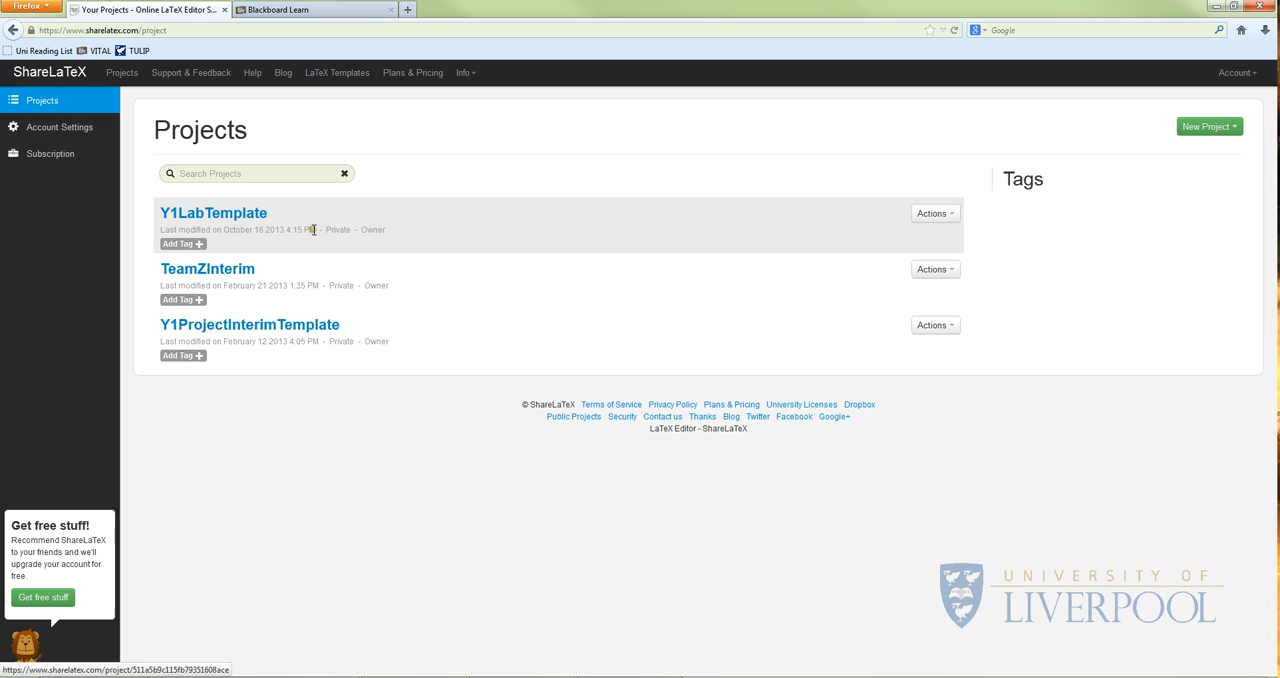 Firefox
Your Projects - Online LaTeX Editor S... × Blackboard Learn × +
https://www.sharelatex.com/project
Google
Uni Reading List VITAL TULIP
ShareLaTeX Projects Support & Feedback Help Blog LaTeX Templates Plans & Pricing Info Account
Projects
Account Settings
Subscription
Projects
New Project
Search Projects
Tags
Y1LabTemplate
Actions
Last modified on October 16 2013 4:15 PM - Private - Owner
Add Tag +
TeamZInterim
Actions
Last modified on February 21 2013 1:35 PM - Private - Owner
Add Tag +
Y1ProjectInterimTemplate
Actions
Last modified on February 12 2013 4:05 PM - Private - Owner
Add Tag +
© ShareLaTeX Terms of Service Privacy Policy Plans & Pricing University Licenses Dropbox
Public Projects Security Contact us Thanks Blog Twitter Facebook Google+
LaTeX Editor - ShareLaTeX
Get free stuff!
Recommend ShareLaTeX
to your friends and we'll
upgrade your account for
free.
Get free stuff
UNIVERSITY OF
LIVERPOOL
https://www.sharelatex.com/project/511a5b9c115fb79351608ace